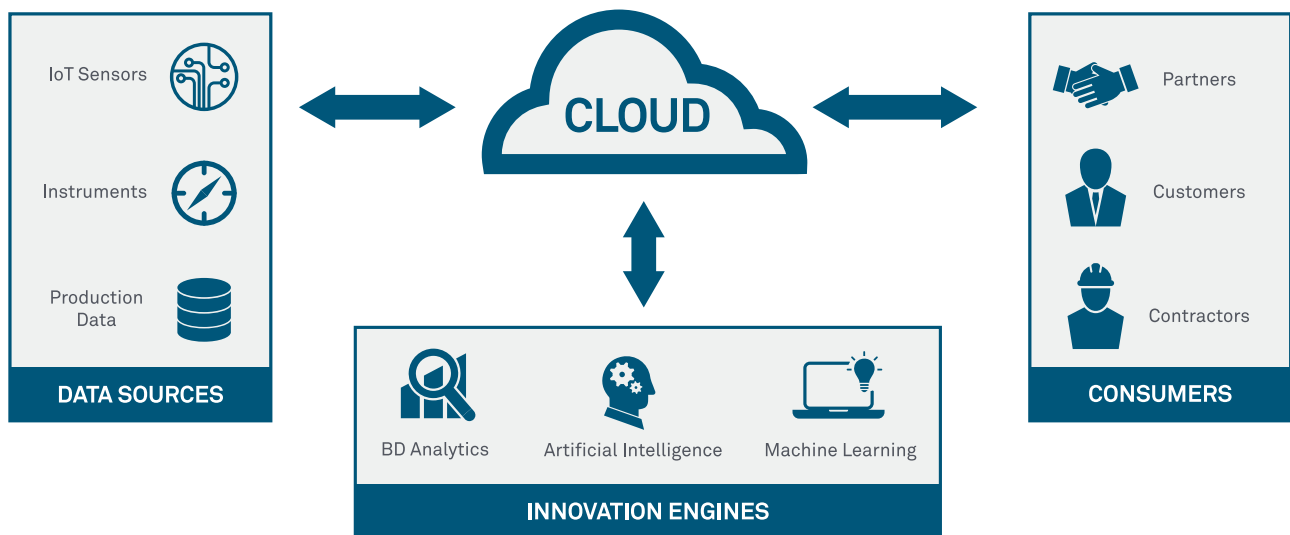 IoT Sensors
Instruments
Production
Data
DATA SOURCES
CLOUD
BD Analytics
Artificial Intelligence
Machine Learning
INNOVATION ENGINES
Partners
Customers
Contractors
CONSUMERS